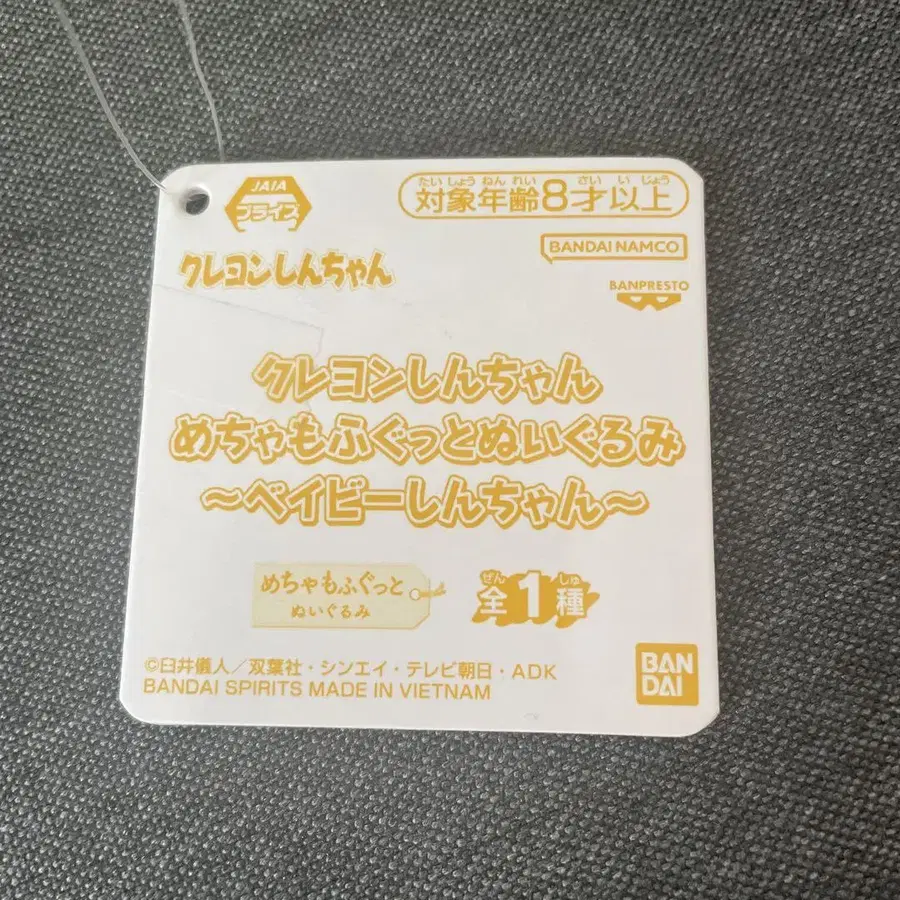 JAIA
プライズ
たいしょうねんれい さいいじょう
対象年齢8才以上
BANDAI NAMCO
クレヨンしんちゃん
BANPRESTO
クレヨンしんちゃん
めちゃもふぐっとぬいぐるみ
～ベイビーしんちゃん～
めちゃもふぐっと
ぬいぐるみ
ぜん しゅ
全1種
©臼井儀人／双葉社・シンエイ・テレビ朝日・ADK
BANDAI SPIRITS MADE IN VIETNAM
BAN
DAI